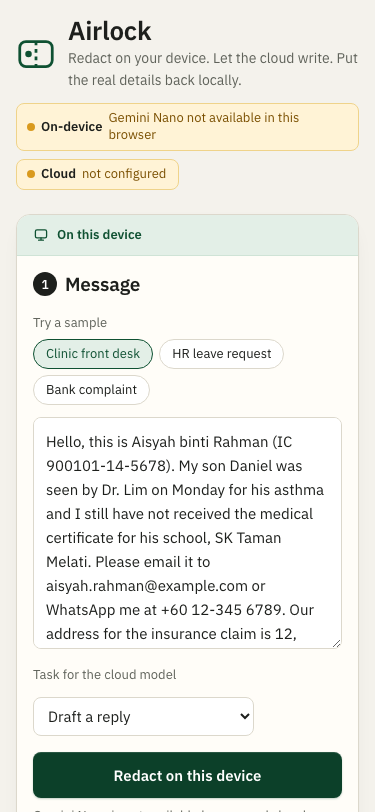 Airlock
Redact on your device. Let the cloud write. Put
the real details back locally.
On-device Gemini Nano not available in this
browser
Cloud not configured
On this device
1 Message
Try a sample
Clinic front desk
HR leave request
Bank complaint
Hello, this is Aisyah binti Rahman (IC
900101-14-5678). My son Daniel was
seen by Dr. Lim on Monday for his asthma
and I still have not received the medical
certificate for his school, SK Taman
Melati. Please email it to
aisyah.rahman@example.com or
WhatsApp me at +60 12-345 6789. Our
address for the insurance claim is 12,
Task for the cloud model
Draft a reply
Redact on this device